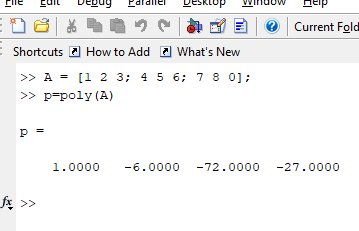 File Edit Debug Parallel Desktop Window Help
Current Fold
Shortcuts How to Add What's New
>> A = [1 2 3; 4 5 6; 7 8 0];
>> p=poly(A)
p =
1.0000 -6.0000 -72.0000 -27.0000
fx >>